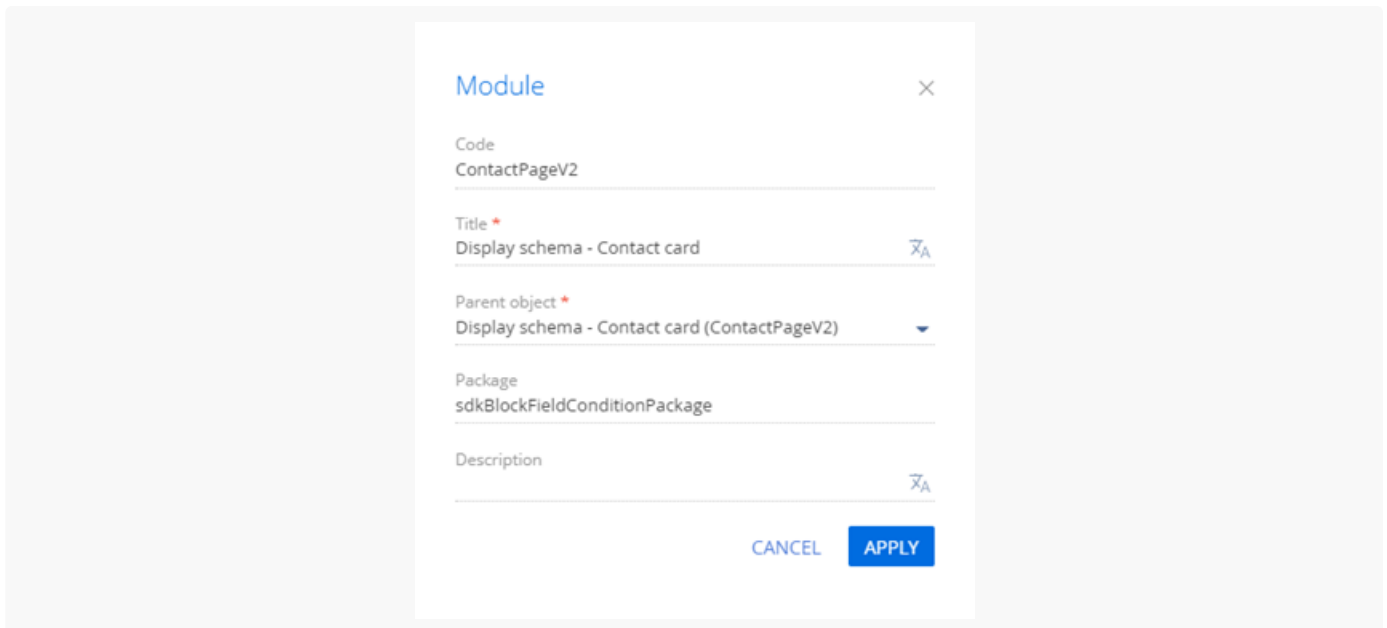 Module
Code
ContactPageV2
Title *
Display schema - Contact card
Parent object *
Display schema - Contact card (ContactPageV2)
Package
sdkBlockFieldConditionPackage
Description
CANCEL APPLY